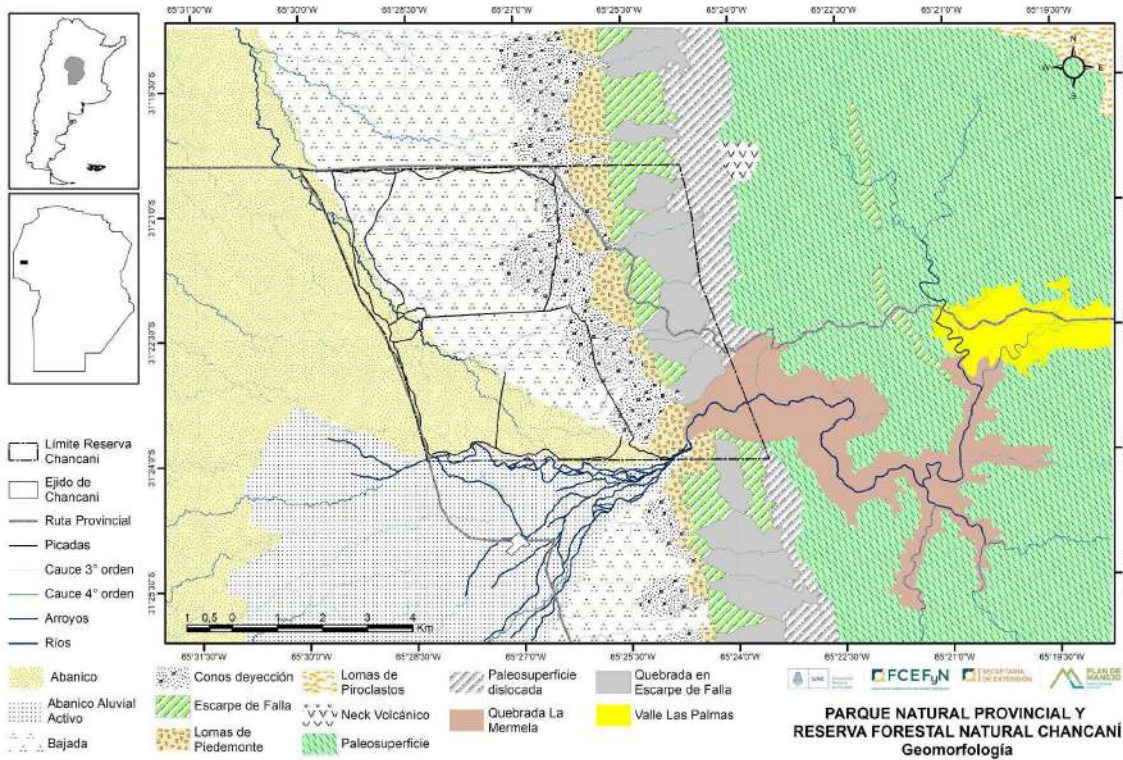 65°31'30"O 65°30'0"O 65°28'30"O 65°27'0"O 65°25'30"O 65°24'0"O 65°22'30"O 65°21'0"O 65°19'30"O
N
W E
S
31°19'30"S
31°21'0"S
31°22'30"S
31°24'0"S
31°25'30"S
1 0,5 0 1 2 3 4
Km
65°31'30"O 65°30'0"O 65°28'30"O 65°27'0"O 65°25'30"O 65°24'0"O 65°22'30"O 65°21'0"O 65°19'30"O
Límite Reserva
Chancani
Ejido de
Chancani
Ruta Provincial
Picadas
Cauce 3° orden
Cauce 4° orden
Arroyos
Ríos
Abanico
Abanico Aluvial
Activo
Bajada
Conos deyección
Escarpe de Falla
Lomas de
Piedemonte
Lomas de
Piroclastos
Neck Volcánico
Paleosuperficie
Paleosuperficie
dislocada
Quebrada La
Mermela
Quebrada en
Escarpe de Falla
Valle Las Palmas
UNC
FCEFyN
SECRETARÍA
DE EXTENSIÓN
PLAN DE
MANEJO
PARQUE NATURAL PROVINCIAL Y
RESERVA FORESTAL NATURAL CHANCANÍ
Geomorfología